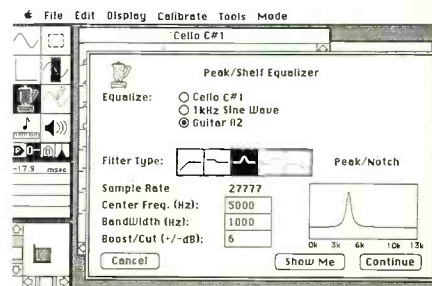 File Edit Display Calibrate Tools Mode
Cello C#1
Peak/Shelf Equalizer
Equalize:
Cello C#1
1kHz Sine Wave
Guitar A2
Filter Type:
Peak/Notch
-17.9 msec
Sample Rate 27777
Center Freq. (Hz): 5000
BandWidth (Hz): 1000
Boost/Cut (+/-dB): 6
0k 3k 6k 10k 13k
Cancel Show Me Continue